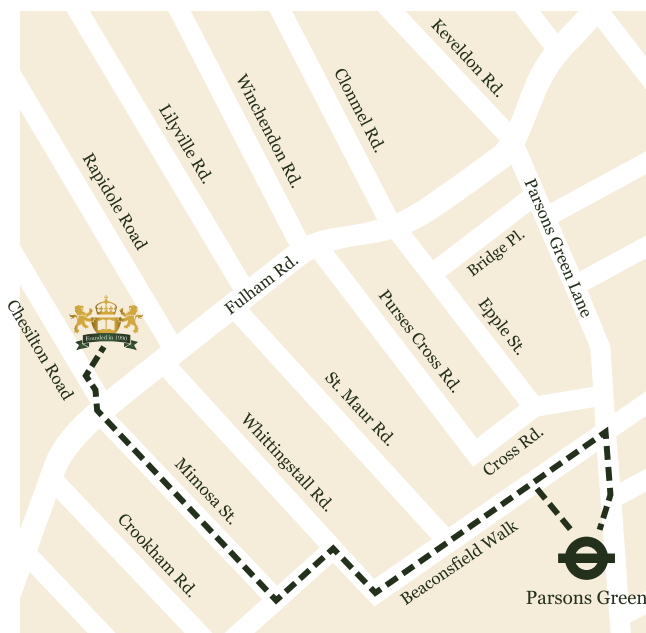 Keveldon Rd.
Clonmel Rd.
Winchendon Rd.
Lilyville Rd.
Rapidole Road
Parsons Green Lane
Bridge Pl.
Fulham Rd.
Epple St.
Purses Cross Rd.
Founded in 1990
Chesilton Road
St. Maur Rd.
Whittingstall Rd.
Cross Rd.
Mimosa St.
Crookham Rd.
Beaconsfield Walk
Parsons Green